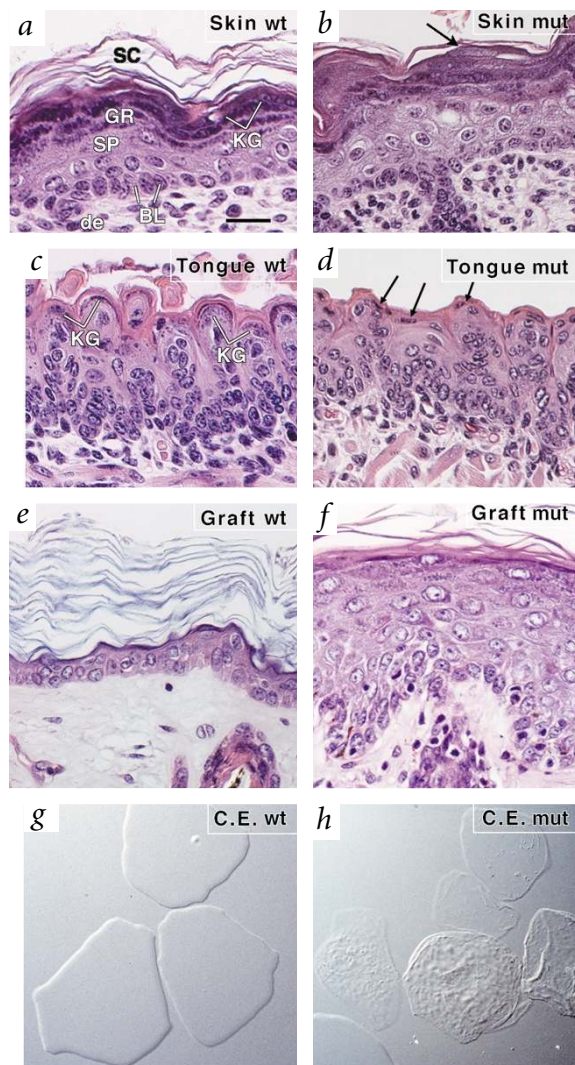 a Skin wt
SC
GR
KG
SP
de
BL
b Skin mut
c Tongue wt
KG
KG
d Tongue mut
e Graft wt
f Graft mut
g C.E. wt
h C.E. mut